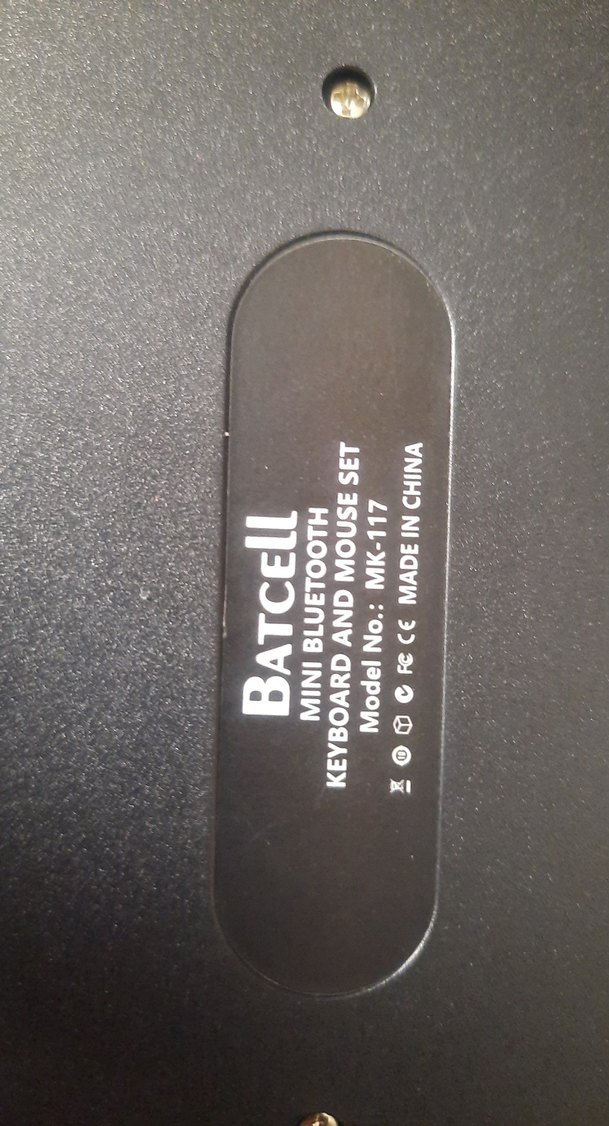 BATCEll
MINI BLUETOOTH
KEYBOARD AND MOUSE SET
Model No.: MK-117
FC CE MADE IN CHINA